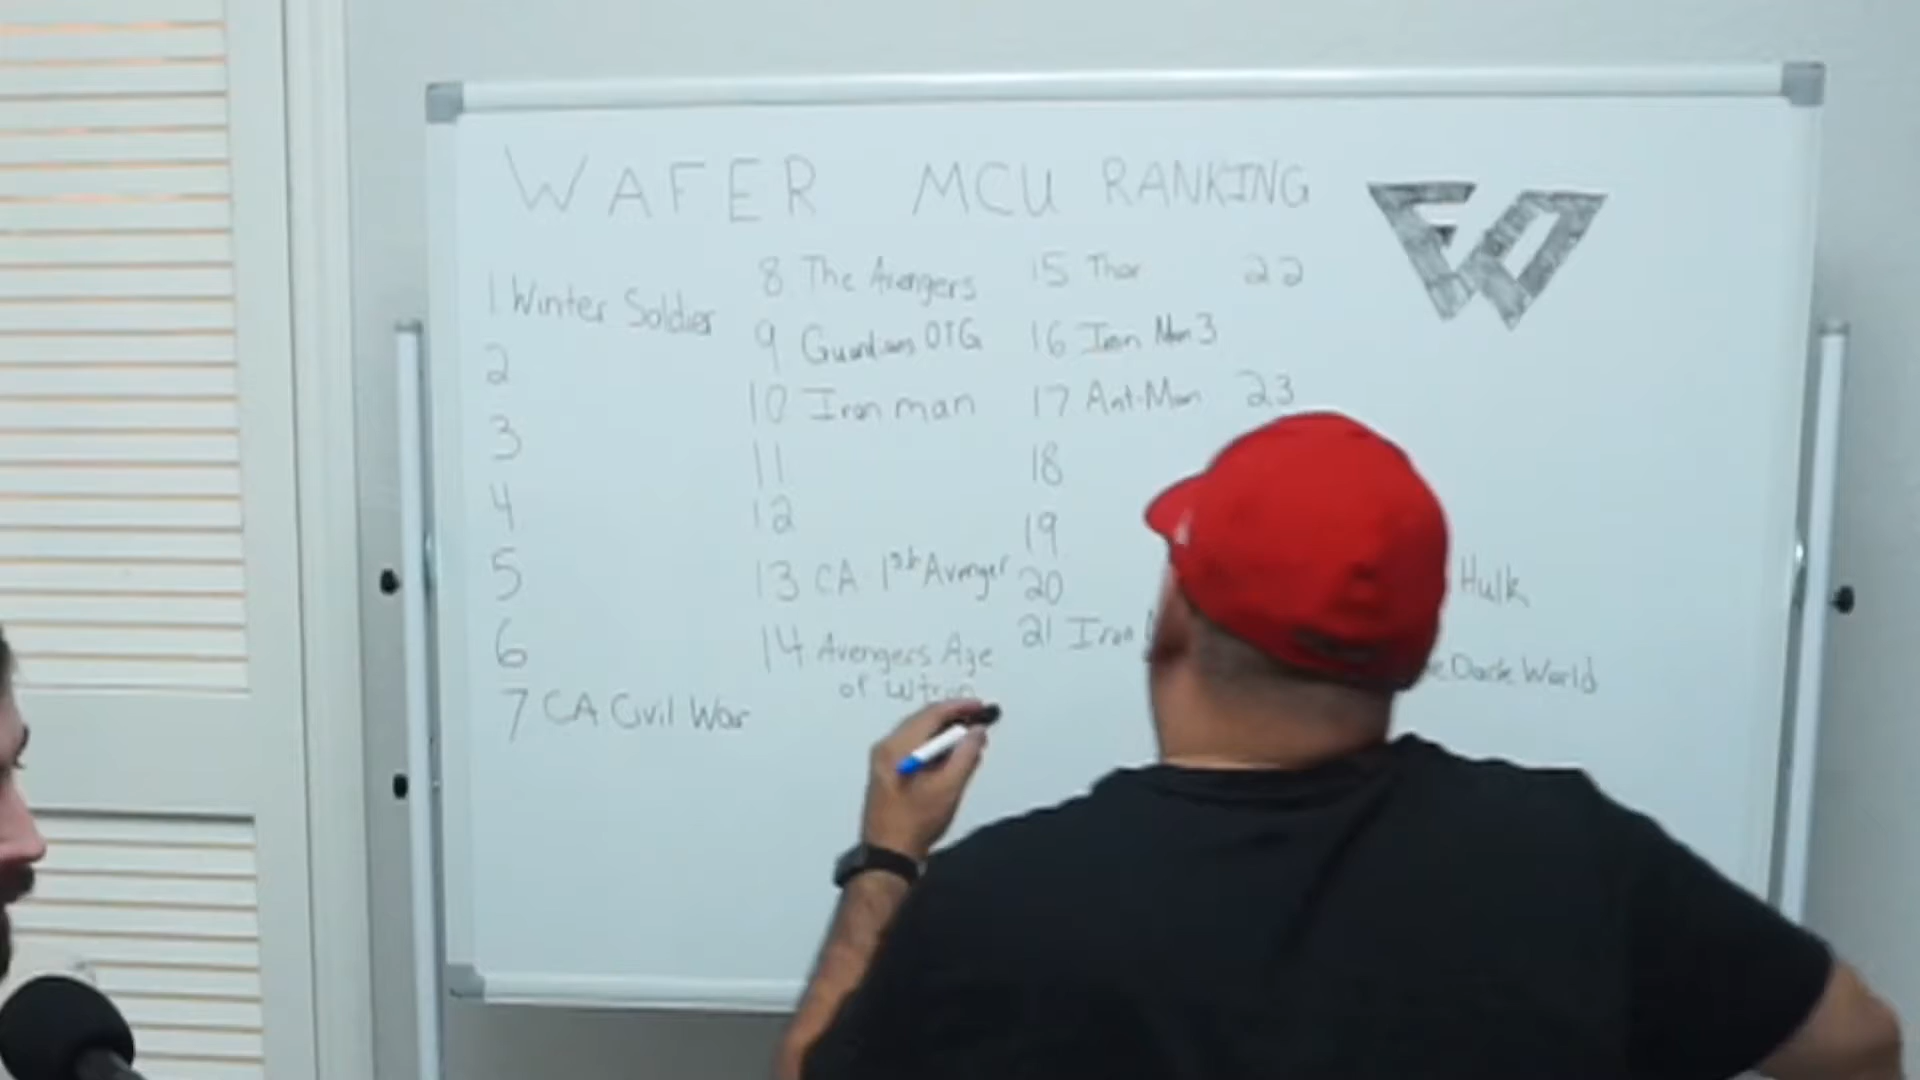 WAFER MCU RANKING
1 Winter Soldier
2
3
4
5
6
7 CA Civil War
8 The Avengers
9 Guardians OTG
10 Iron man
11
12
13 CA 1st Avenger
14 Avengers Age
of Ultron
15 Thor
16 Iron Man 3
17 Ant-Man
18
19
20
21 Iron
22
23
Hulk
Dark World